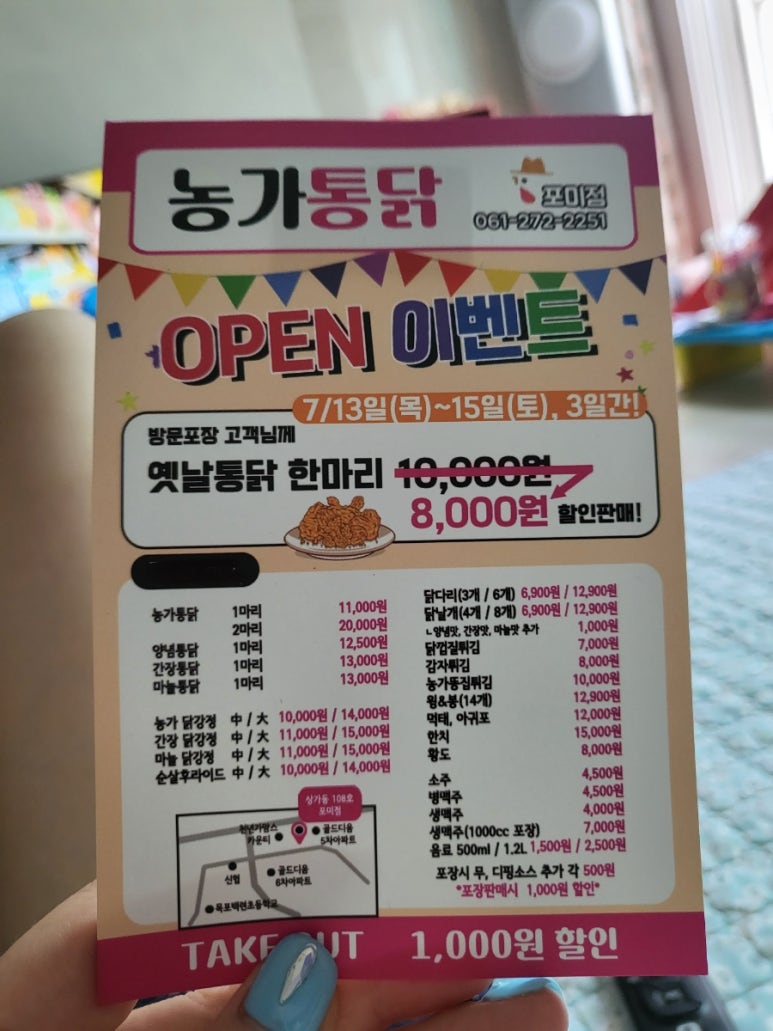 농가통닭
포미점
061-272-2251
OPEN 이벤트
7/13일(목)~15일(토), 3일간!
방문포장 고객님께
옛날통닭 한마리 10,000원
8,000원 할인판매!
농가통닭 1마리 11,000원
2마리 20,000원
양념통닭 1마리 12,500원
간장통닭 1마리 13,000원
마늘통닭 1마리 13,000원
농가 닭강정 中 / 大 10,000원 / 14,000원
간장 닭강정 中 / 大 11,000원 / 15,000원
마늘 닭강정 中 / 大 11,000원 / 15,000원
순살후라이드 中 / 大 10,000원 / 14,000원
닭다리(3개 / 6개) 6,900원 / 12,900원
닭날개(4개 / 8개) 6,900원 / 12,900원
ㄴ양념맛, 간장맛, 마늘맛 추가 1,000원
닭껍질튀김 7,000원
감자튀김 8,000원
농가똥집튀김 10,000원
윙&봉(14개) 12,900원
먹태, 아귀포 12,000원
한치 15,000원
황도 8,000원
소주 4,500원
병맥주 4,500원
생맥주 4,000원
생맥주(1000cc 포장) 7,000원
음료 500ml / 1.2L 1,500원 / 2,500원
포장시 무, 디핑소스 추가 각 500원
*포장판매시 1,000원 할인*
상가동 108호
포미점
천년가람스
카운티
골드디움
5차아파트
신협
골드디움
6차아파트
목포백련초등학교
TAKE OUT 1,000원 할인